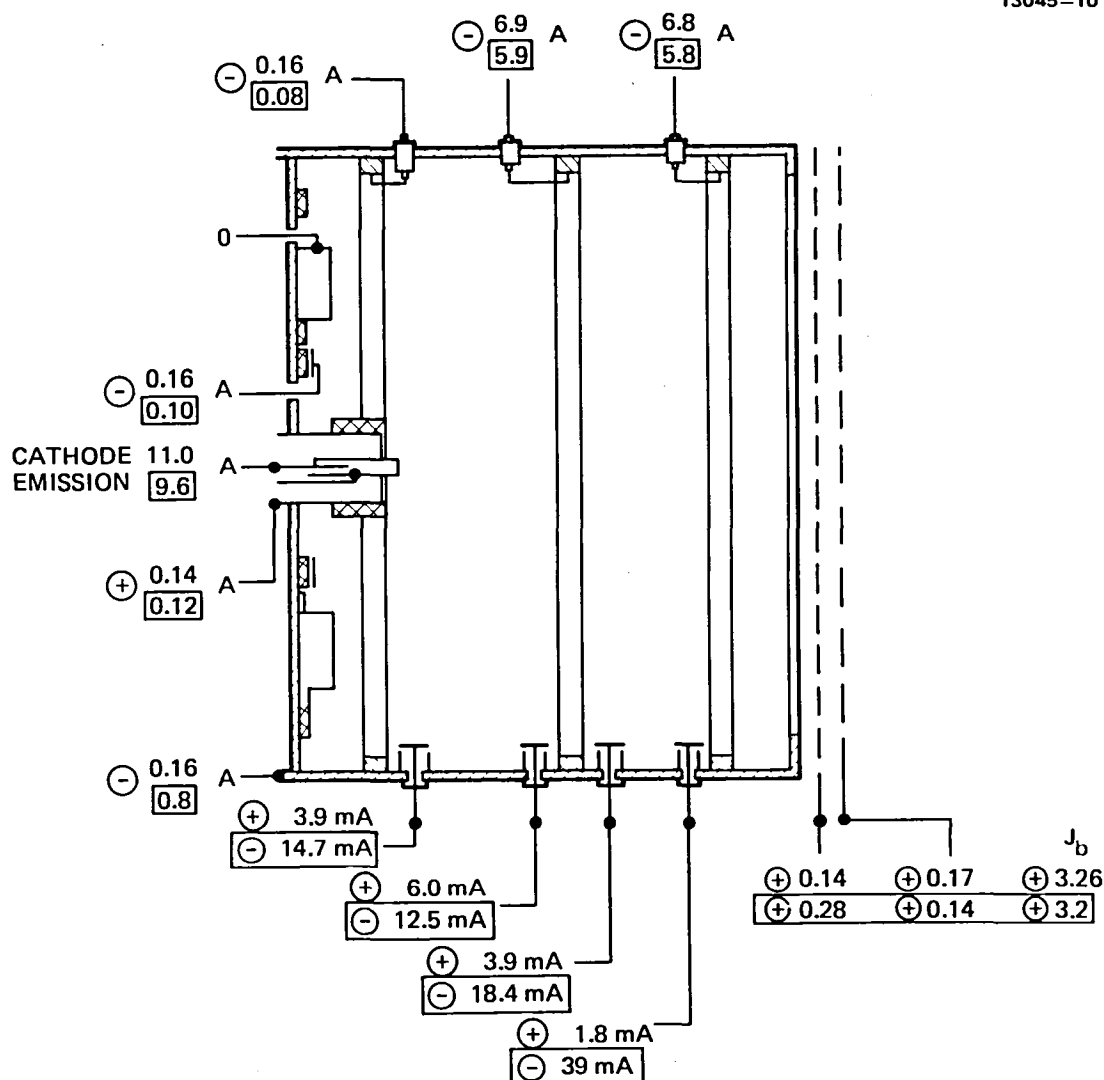 ⊖ 0.16 A
0.08
⊖ 6.9 A
5.9
⊖ 6.8 A
5.8
0
⊖ 0.16 A
0.10
CATHODE 11.0 A
EMISSION 9.6
⊕ 0.14 A
0.12
⊖ 0.16 A
0.8
⊕ 3.9 mA
⊖ 14.7 mA
⊕ 6.0 mA
⊖ 12.5 mA
⊕ 3.9 mA
⊖ 18.4 mA
⊕ 1.8 mA
⊖ 39 mA
J_b
⊕ 0.14 ⊕ 0.17 ⊕ 3.26
⊕ 0.28 ⊕ 0.14 ⊕ 3.2